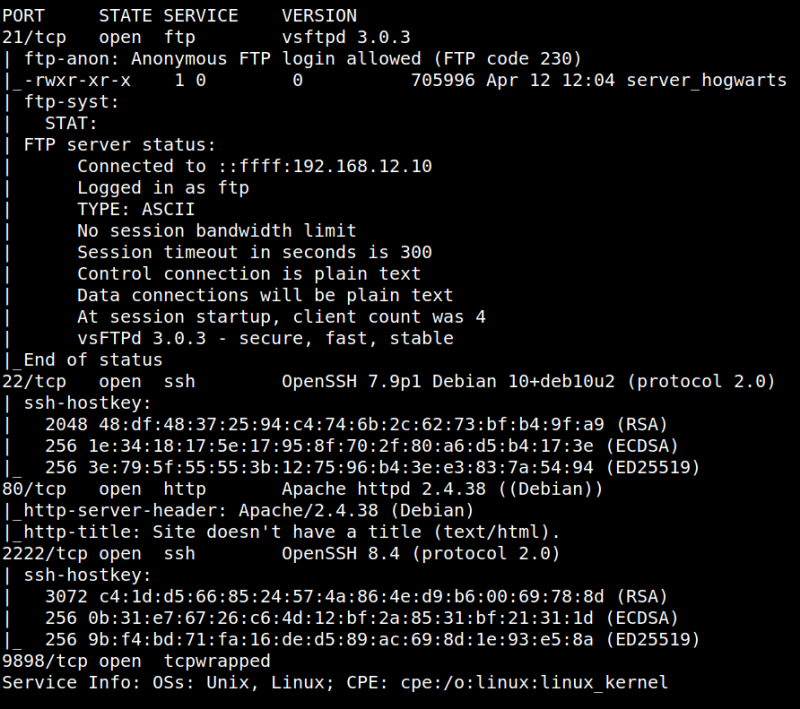 PORT     STATE SERVICE    VERSION
21/tcp   open  ftp        vsftpd 3.0.3
| ftp-anon: Anonymous FTP login allowed (FTP code 230)
|_-rwxr-xr-x    1 0        0          705996 Apr 12 12:04 server_hogwarts
| ftp-syst:
|   STAT:
| FTP server status:
|      Connected to ::ffff:192.168.12.10
|      Logged in as ftp
|      TYPE: ASCII
|      No session bandwidth limit
|      Session timeout in seconds is 300
|      Control connection is plain text
|      Data connections will be plain text
|      At session startup, client count was 4
|      vsFTPd 3.0.3 - secure, fast, stable
|_End of status
22/tcp   open  ssh        OpenSSH 7.9p1 Debian 10+deb10u2 (protocol 2.0)
| ssh-hostkey:
|   2048 48:df:48:37:25:94:c4:74:6b:2c:62:73:bf:b4:9f:a9 (RSA)
|   256 1e:34:18:17:5e:17:95:8f:70:2f:80:a6:d5:b4:17:3e (ECDSA)
|_  256 3e:79:5f:55:55:3b:12:75:96:b4:3e:e3:83:7a:54:94 (ED25519)
80/tcp   open  http       Apache httpd 2.4.38 ((Debian))
|_http-server-header: Apache/2.4.38 (Debian)
|_http-title: Site doesn't have a title (text/html).
2222/tcp open  ssh        OpenSSH 8.4 (protocol 2.0)
| ssh-hostkey:
|   3072 c4:1d:d5:66:85:24:57:4a:86:4e:d9:b6:00:69:78:8d (RSA)
|   256 0b:31:e7:67:26:c6:4d:12:bf:2a:85:31:bf:21:31:1d (ECDSA)
|_  256 9b:f4:bd:71:fa:16:de:d5:89:ac:69:8d:1e:93:e5:8a (ED25519)
9898/tcp open  tcpwrapped
Service Info: OSs: Unix, Linux; CPE: cpe:/o:linux:linux_kernel